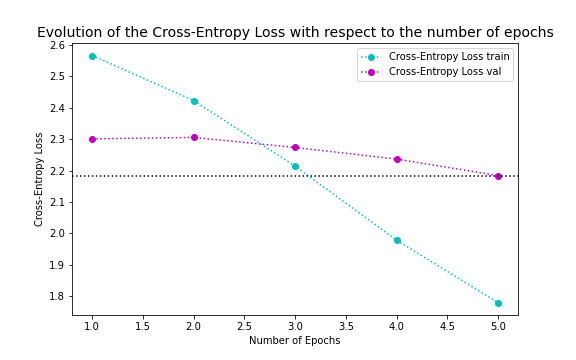 Evolution of the Cross-Entropy Loss with respect to the number of epochs
2.6
2.5
2.4
2.3
2.2
2.1
2.0
1.9
1.8
Cross-Entropy Loss
Cross-Entropy Loss train
Cross-Entropy Loss val
1.0 1.5 2.0 2.5 3.0 3.5 4.0 4.5 5.0
Number of Epochs